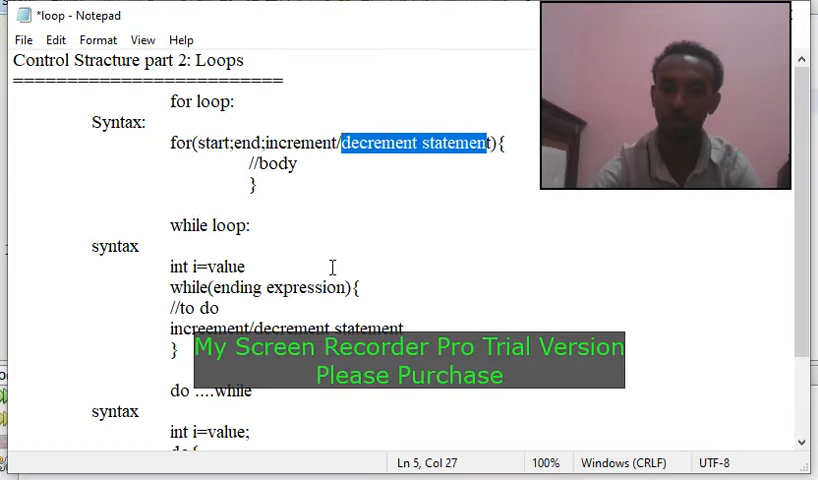 *loop - Notepad
File Edit Format View Help
Control Stracture part 2: Loops
=========================
for loop:
Syntax:
for(start;end;increment/decrement statement){
//body
}
while loop:
syntax
int i=value
while(ending expression){
//to do
increement/decrement statement
}
My Screen Recorder Pro Trial Version
Please Purchase
do ....while
syntax
int i=value;
do{
Ln 5, Col 27 100% Windows (CRLF) UTF-8